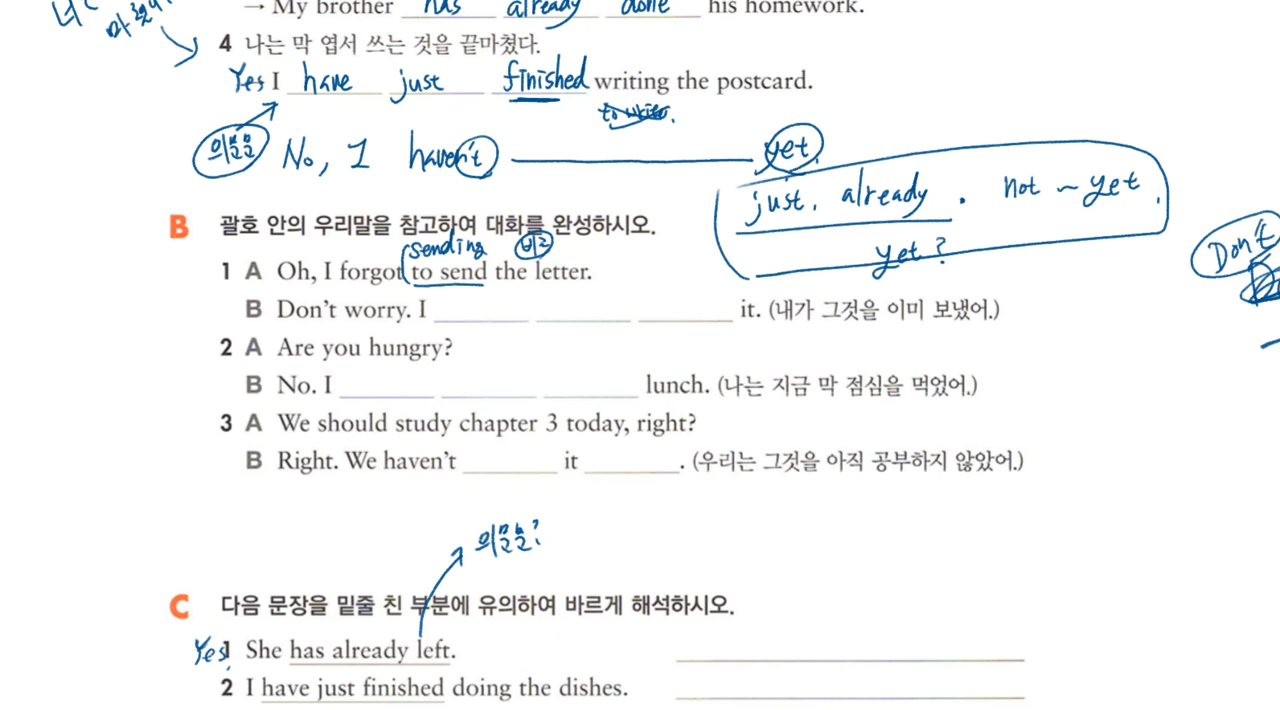 → My brother has already done his homework.
4 나는 막 엽서 쓰는 것을 끝마쳤다.
Yes I have just finished writing the postcard.
의문문 No, I haven't yet.
just, already. not ~ yet.
yet?
Don't
B 괄호 안의 우리말을 참고하여 대화를 완성하시오.
sending 비교
1 A Oh, I forgot to send the letter.
B Don't worry. I ___ ___ ___ it. (내가 그것을 이미 보냈어.)
2 A Are you hungry?
B No. I ___ ___ ___ lunch. (나는 지금 막 점심을 먹었어.)
3 A We should study chapter 3 today, right?
B Right. We haven't ___ it ___. (우리는 그것을 아직 공부하지 않았어.)
의문문?
C 다음 문장을 밑줄 친 부분에 유의하여 바르게 해석하시오.
Yes, 1 She has already left.
2 I have just finished doing the dishes.